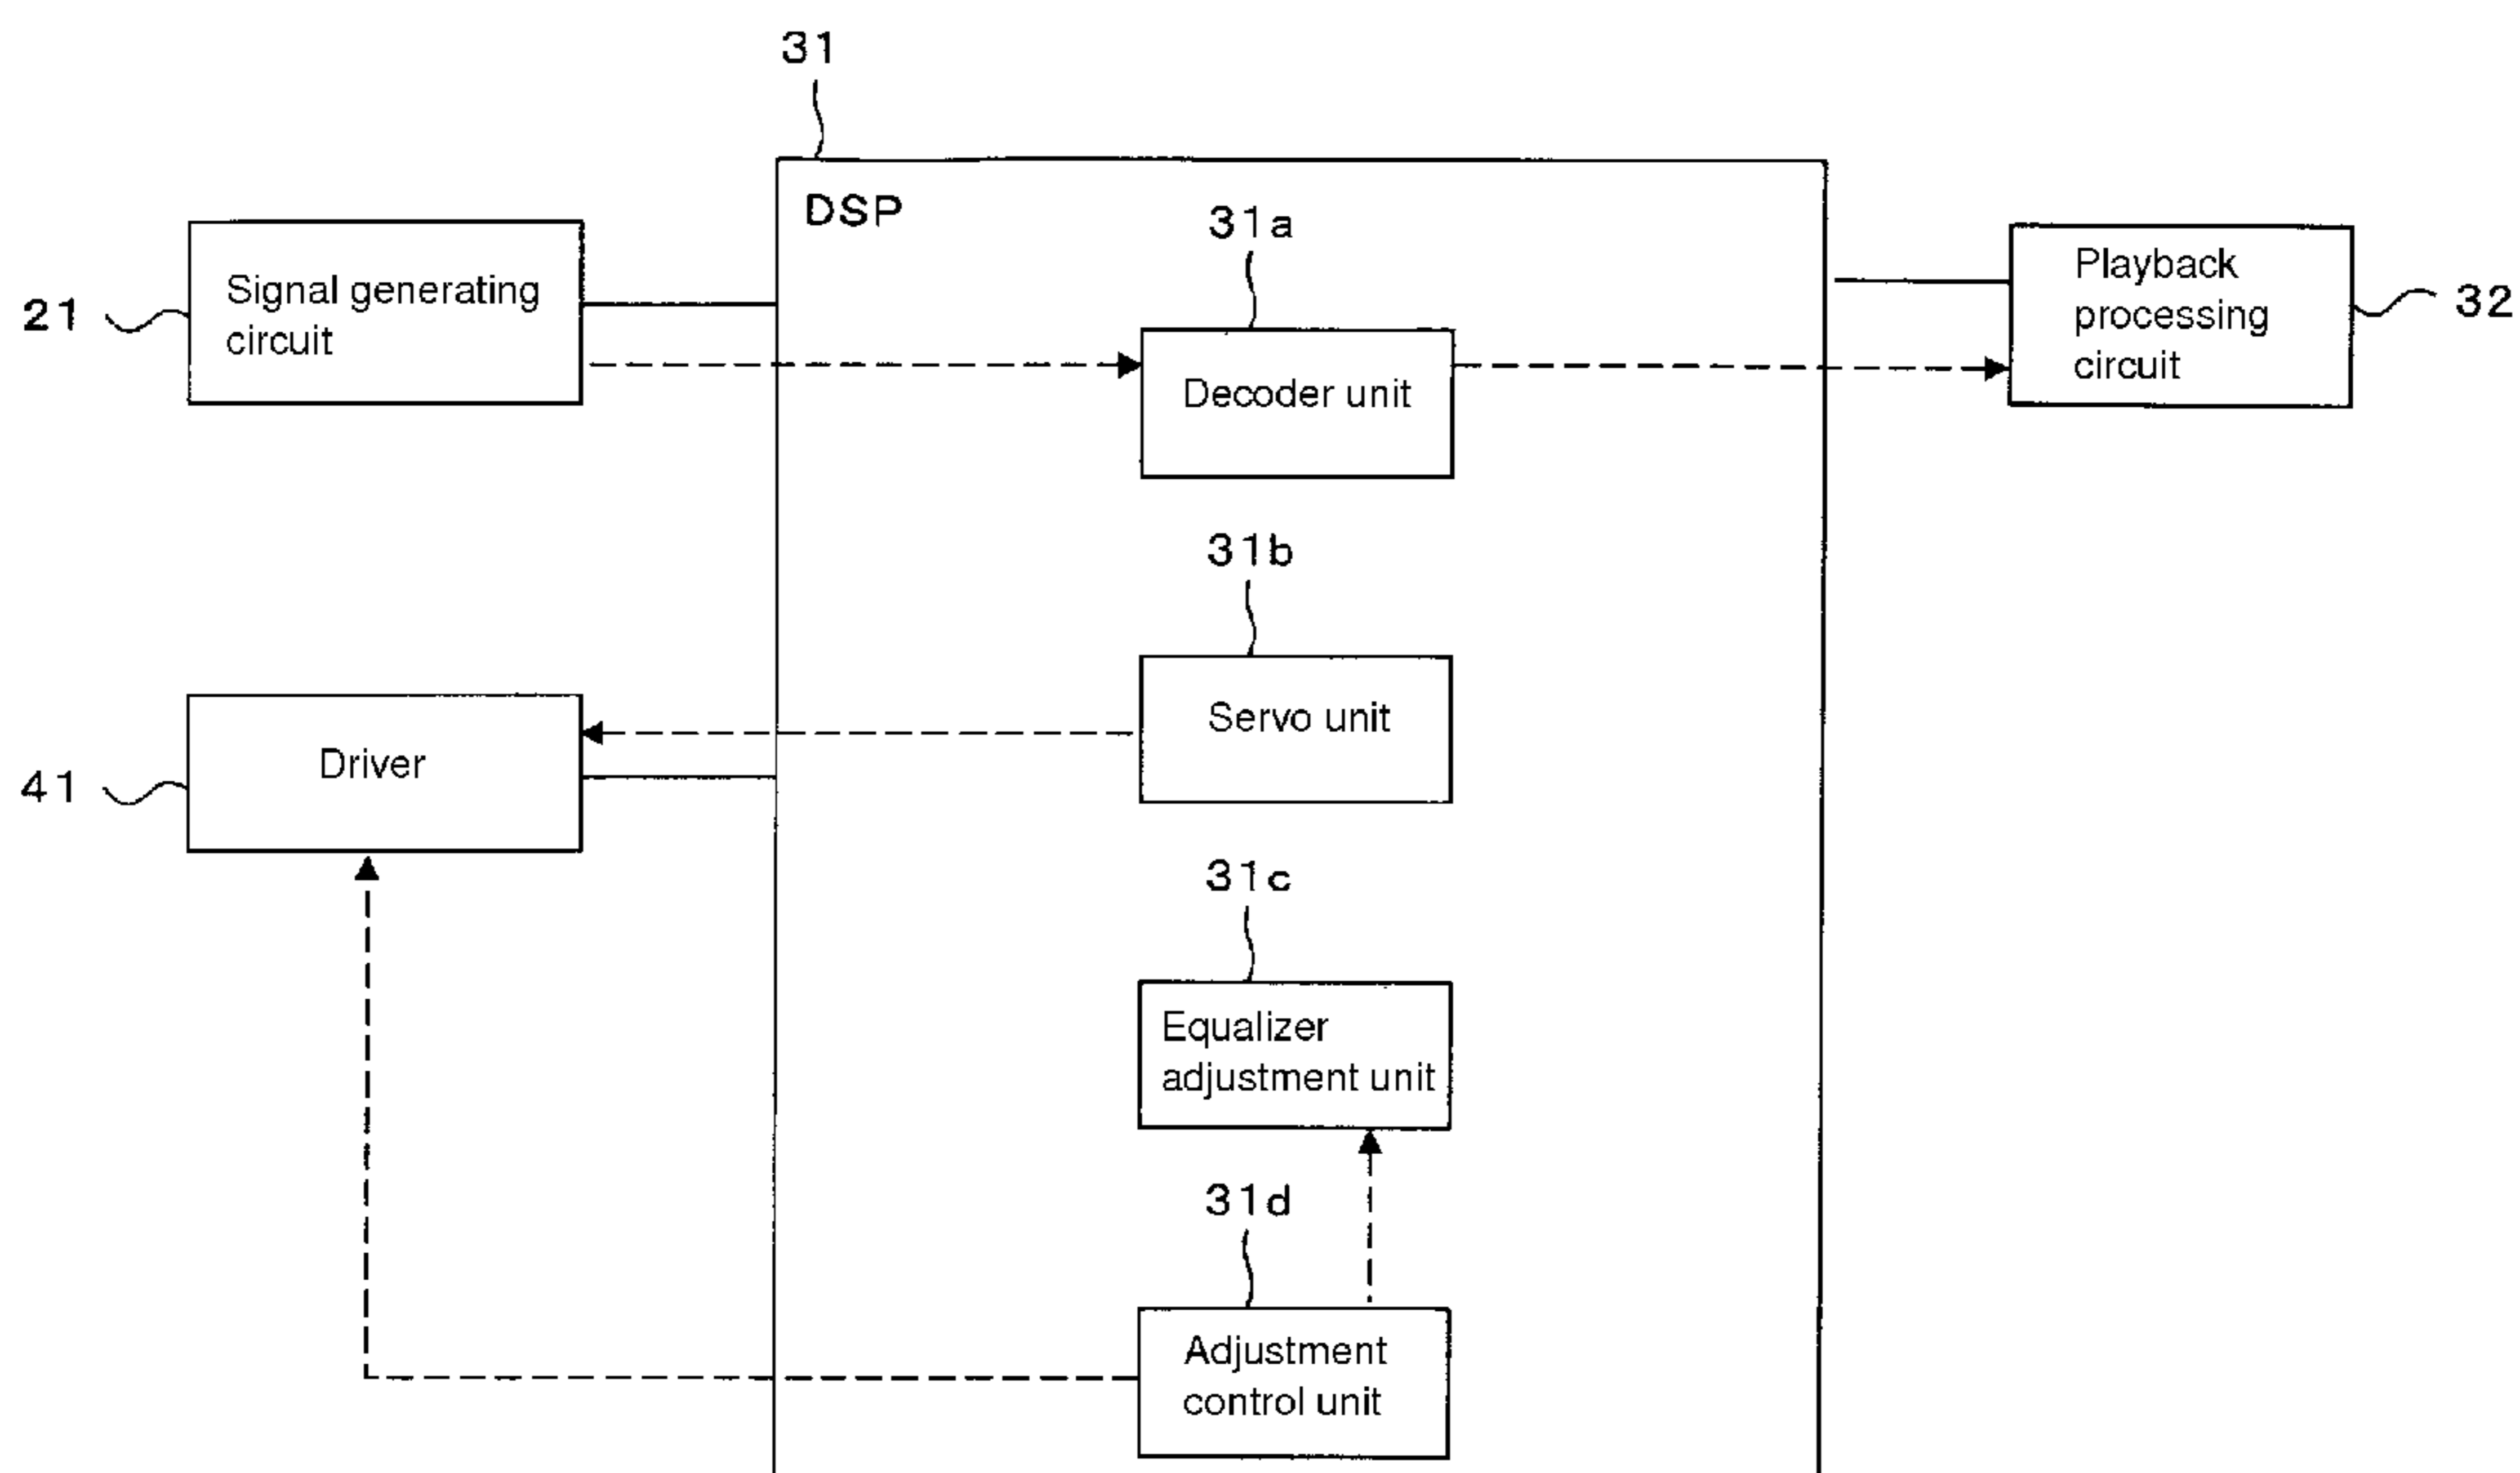 31
DSP
31a
Signal generating
circuit
21
Playback
processing
circuit
32
Decoder unit
31b
Servo unit
Driver
41
31c
Equalizer
adjustment unit
31d
Adjustment
control unit